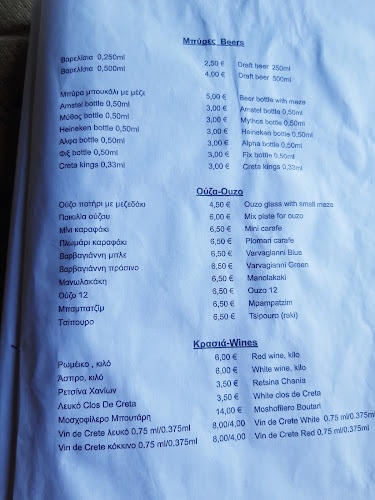 Μπύρες Beers
Βαρελίσια 0,250ml 2,50 € Draft beer 250ml
Βαρελίσια 0,500ml 4,00 € Draft beer 500ml
Μπύρα μπουκάλι με μεζε 5,00 € Beer bottle with maze
Amstel bottle 0,50ml 3,00 € Amstel bottle 0,50ml
Μύθος bottle 0,50ml 3,00 € Mythos bottle 0,50ml
Heineken bottle 0,50ml 3,00 € Heineken bottle 0,50ml
Αλφα bottle 0,50ml 3,00 € Alpha bottle 0,50ml
Φιξ bottle 0,50ml 3,00 € Fix bottle 0,50ml
Creta kings 0,33ml 3,00 € Creta kings 0,33ml
Ούζα-Ouzo
Ούζο ποτήρι με μεζεδάκι 4,50 € Ouzo glass with small maze
Ποικιλία ούζου 6,00 € Mix plate for ouzo
Μίνι καραφάκι 6,50 € Mini carafe
Πλωμάρι καραφάκι 6,50 € Plomari carafe
Βαρβαγιάννη μπλε 6,50 € Varvagianni Blue
Βαρβαγιάννη πράσινο 6,50 € Varvagianni Green
Μανωλακάκη 6,50 € Manolakaki
Ούζο 12 6,50 € Ouzo 12
Μπαμπατζίμ 6,50 € Mpampatzim
Τσίπουρο 6,50 € Tsipouro (raki)
Κρασιά-Wines
Ρωμέικο , κιλό 6,00 € Red wine, kilo
Άσπρο, κιλό 6,00 € White wine, kilo
Ρετσίνα Χανίων 3,50 € Retsina Chania
Λευκό Clos De Creta 3,50 € White clos de Creta
Μοσχοφίλερο Μπουτάρη 14,00 € Moshofilero Boutari
Vin de Crete λευκό 0,75 ml/0.375ml 8,00/4,00 Vin de Crete White 0.75 ml/0.375ml
Vin de Crete κόκκινο 0.75 ml/0.375ml 8,00/4,00 Vin de Crete Red 0.75 ml/0.375ml